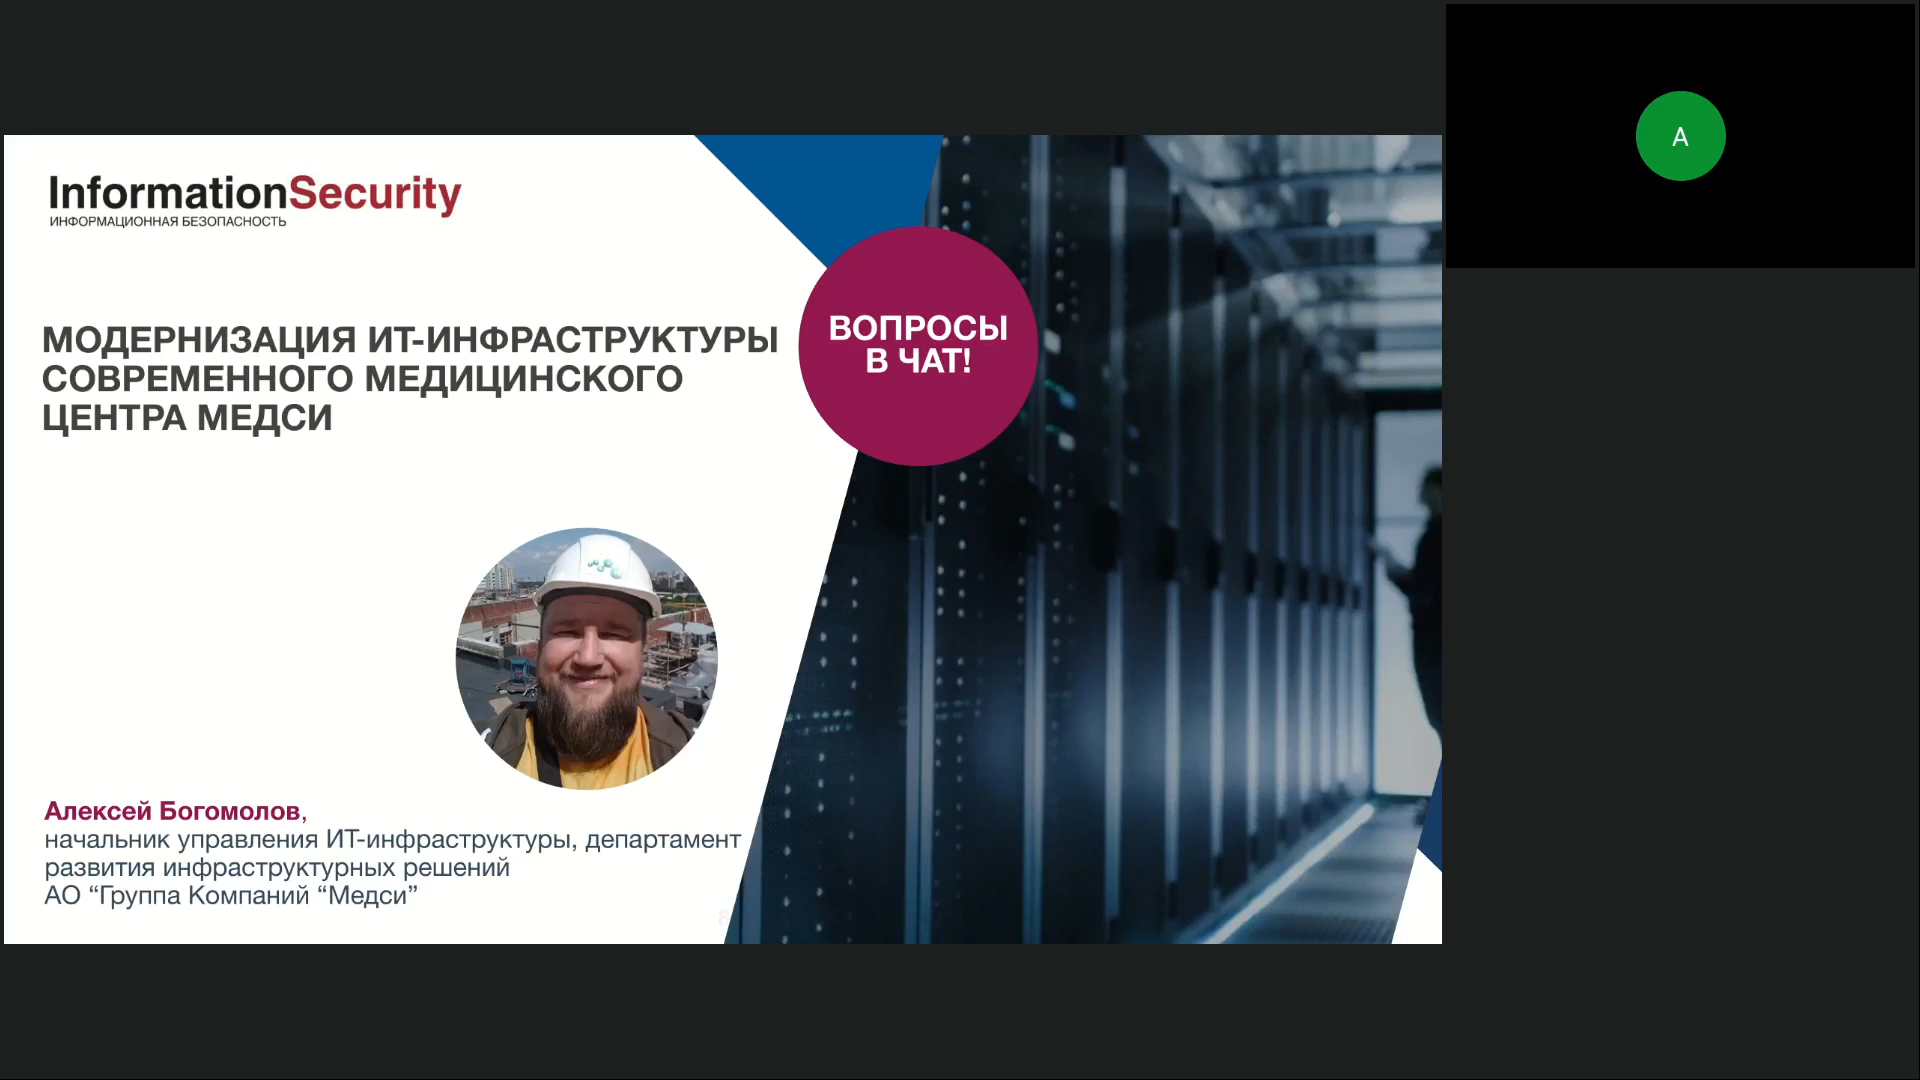 InformationSecurity
ИНФОРМАЦИОННАЯ БЕЗОПАСНОСТЬ
МОДЕРНИЗАЦИЯ ИТ-ИНФРАСТРУКТУРЫ
СОВРЕМЕННОГО МЕДИЦИНСКОГО
ЦЕНТРА МЕДСИ
ВОПРОСЫ
В ЧАТ!
Алексей Богомолов,
начальник управления ИТ-инфраструктуры, департамент
развития инфраструктурных решений
АО “Группа Компаний “Медси”
8
A